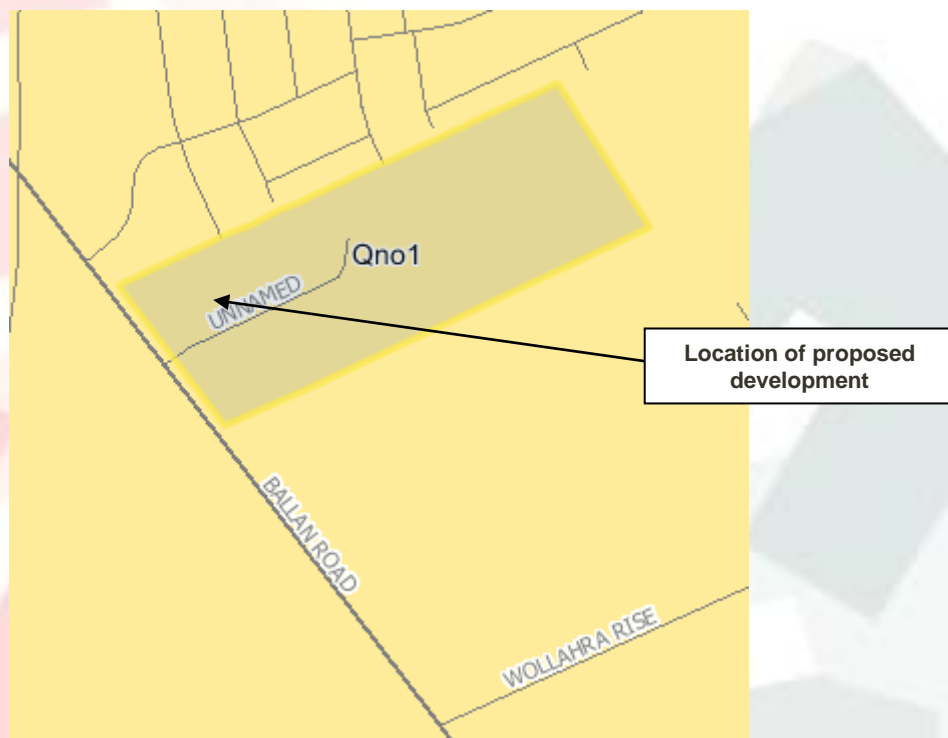 Qno1
UNNAMED
Location of proposed
development
BALLAN ROAD
WOLLAHRA RISE